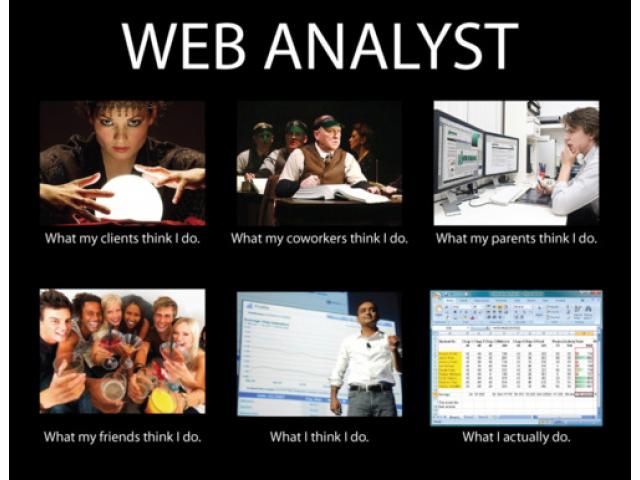 WEB ANALYST
What my clients think I do.
What my coworkers think I do.
What my parents think I do.
What my friends think I do.
What I think I do.
What I actually do.